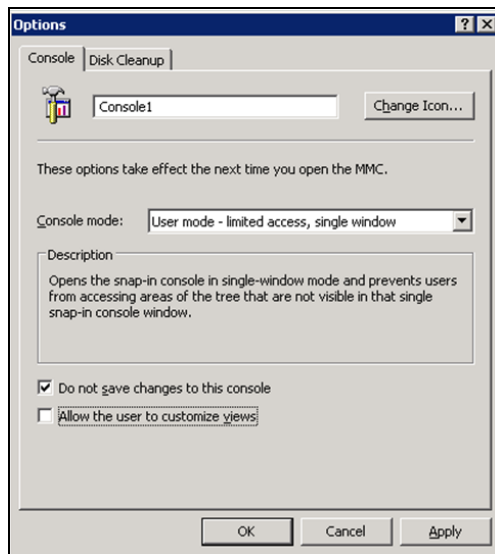 Options
Console
Disk Cleanup
Console1
Change Icon...
These options take effect the next time you open the MMC.
Console mode:
User mode - limited access, single window
Description
Opens the snap-in console in single-window mode and prevents users
from accessing areas of the tree that are not visible in that single
snap-in console window.
Do not save changes to this console
Allow the user to customize views
OK
Cancel
Apply